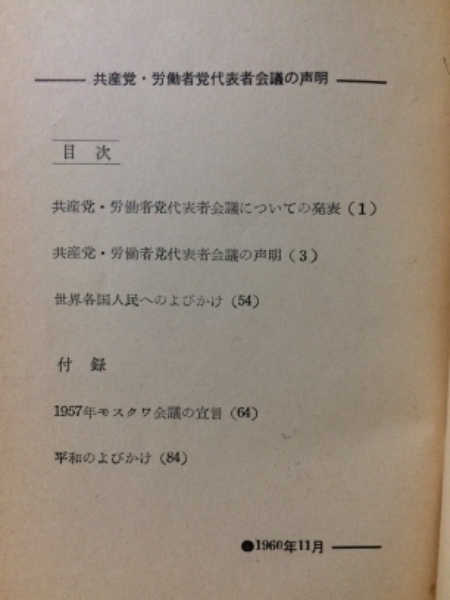 共産党・労働者党代表者会議の声明
目次
共産党・労働者党代表者会議についての発表(1)
共産党・労働者党代表者会議の声明(3)
世界各国人民へのよびかけ(54)
付録
1957年モスクワ会議の宣言(64)
平和のよびかけ(84)
●1960年11月